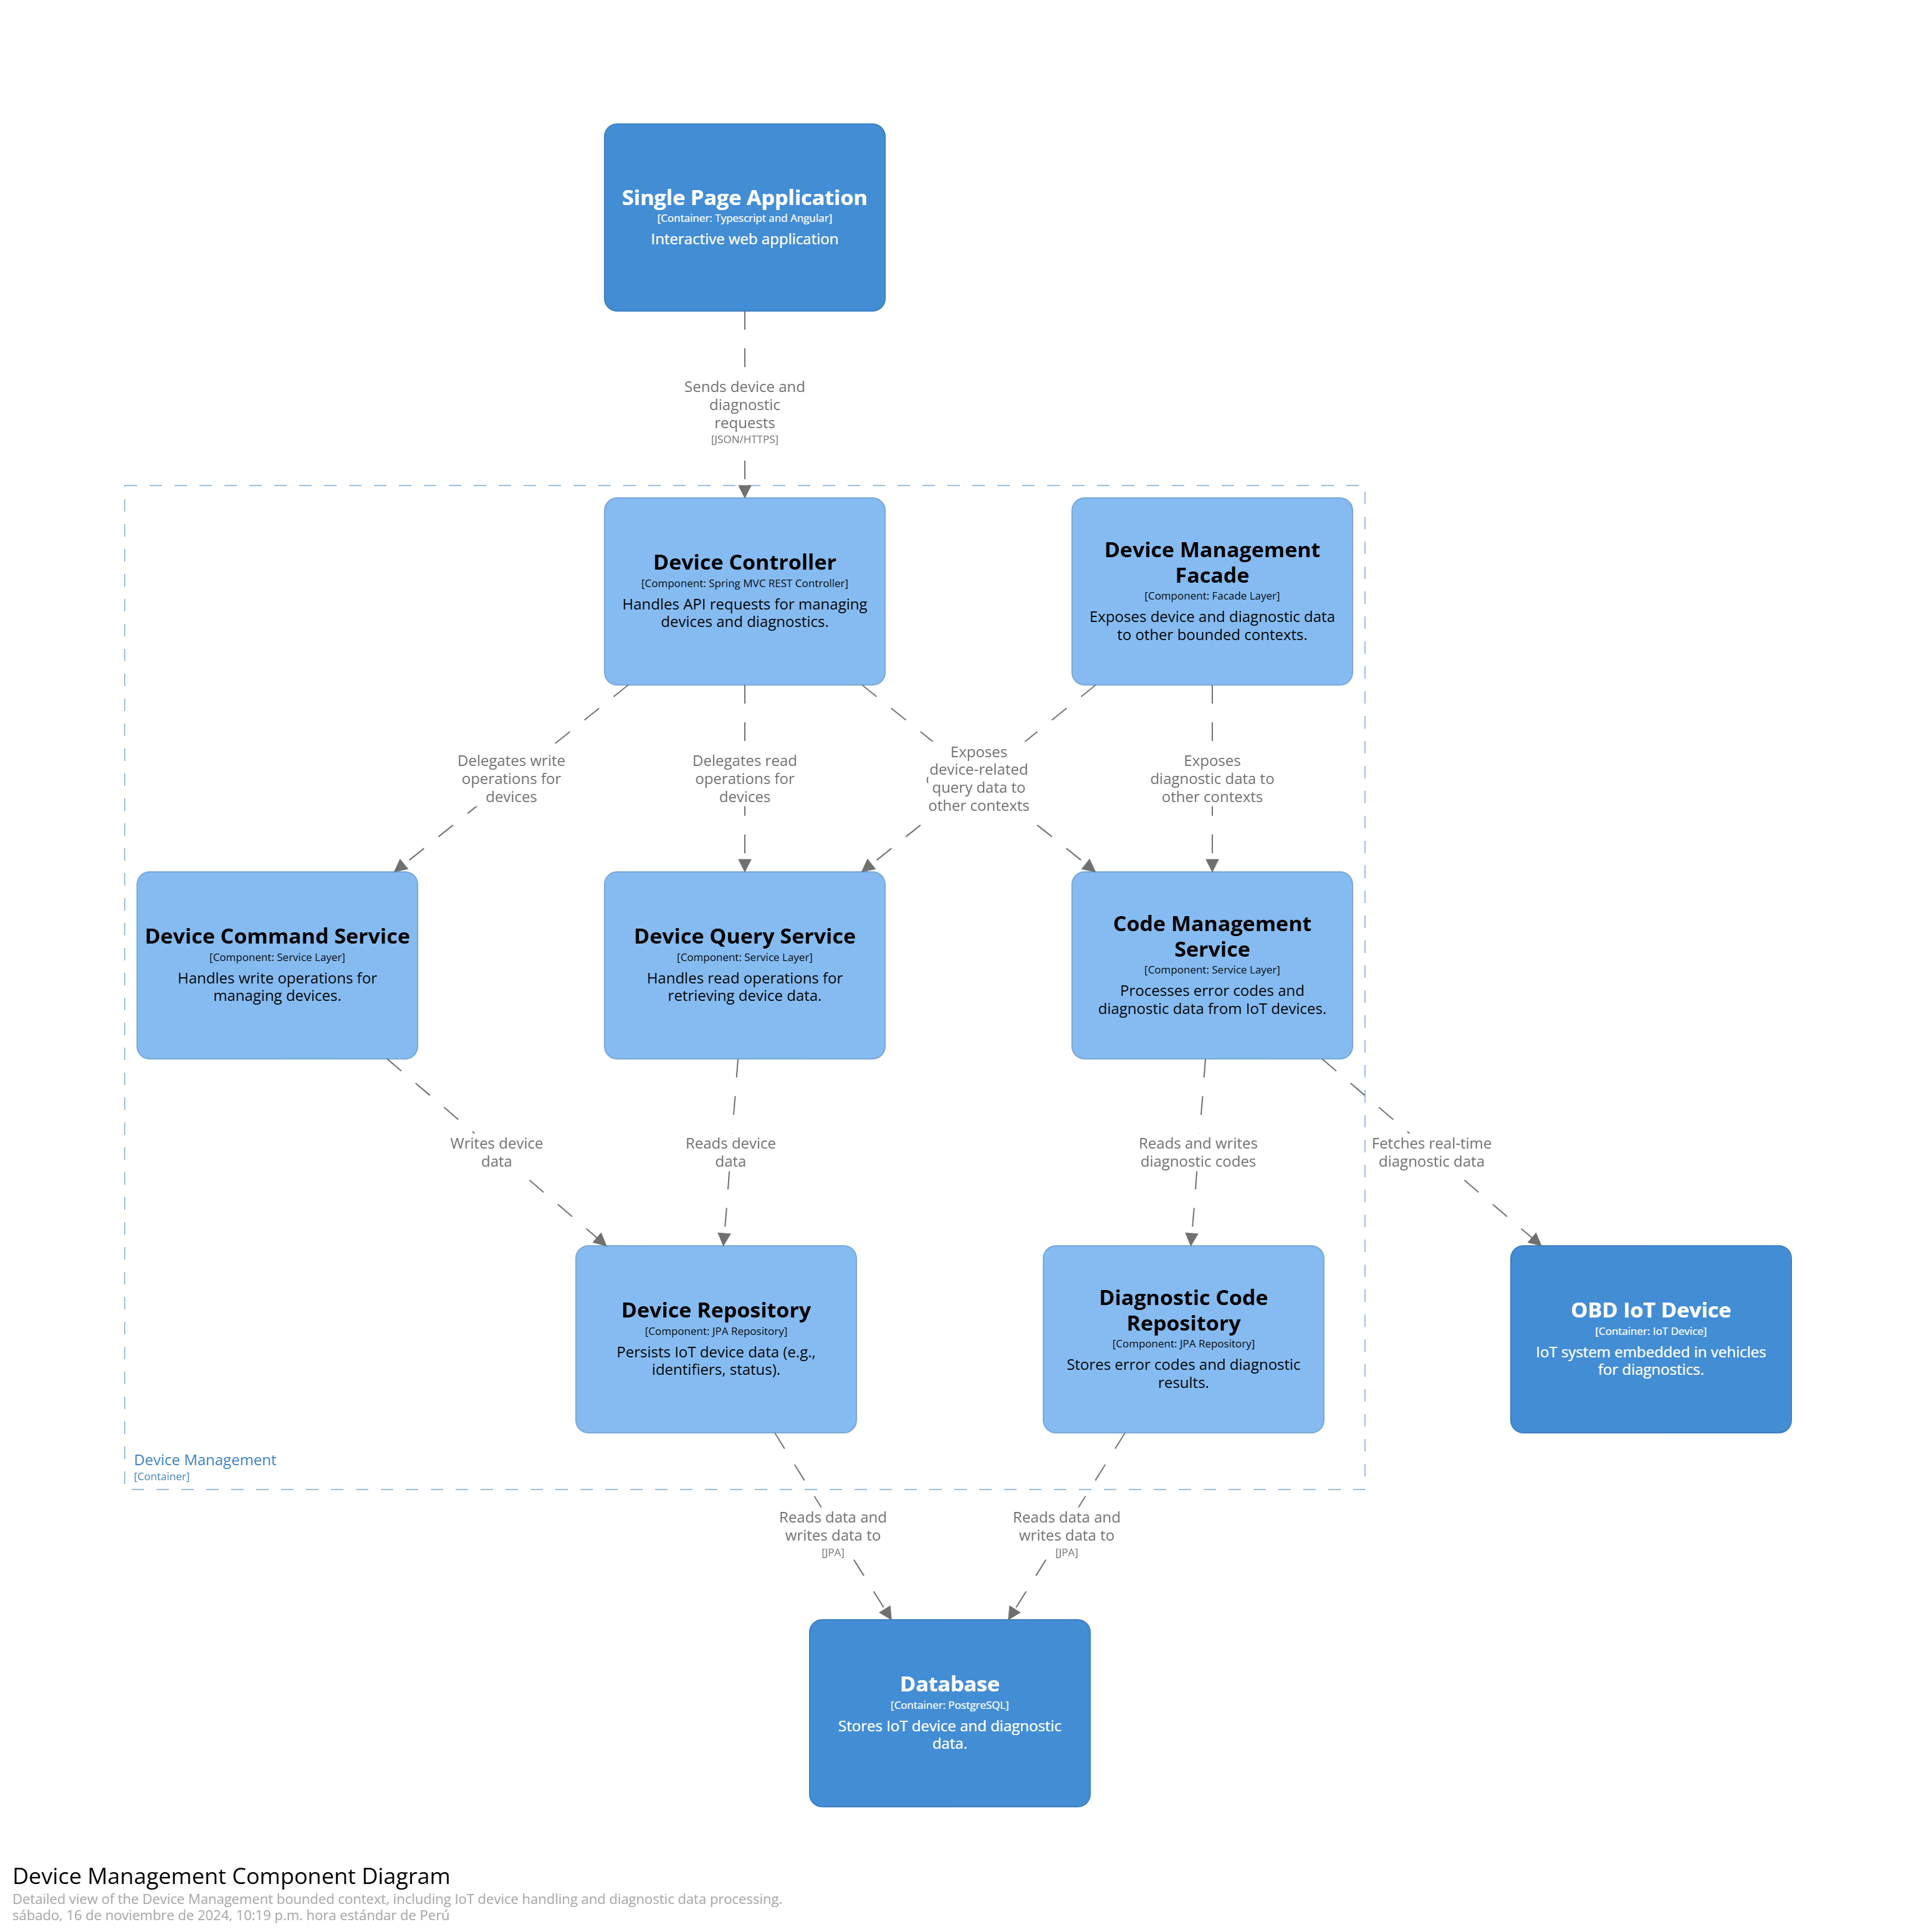 Single Page Application
[Container: Typescript and Angular]
Interactive web application
Sends device and
diagnostic
requests
[JSON/HTTPS]
Device Controller
[Component: Spring MVC REST Controller]
Handles API requests for managing
devices and diagnostics.
Device Management
Facade
[Component: Facade Layer]
Exposes device and diagnostic data
to other bounded contexts.
Delegates write
operations for
devices
Delegates read
operations for
devices
Exposes
device-related
query data to
other contexts
Exposes
diagnostic data to
other contexts
Device Command Service
[Component: Service Layer]
Handles write operations for
managing devices.
Device Query Service
[Component: Service Layer]
Handles read operations for
retrieving device data.
Code Management
Service
[Component: Service Layer]
Processes error codes and
diagnostic data from IoT devices.
Writes device
data
Reads device
data
Reads and writes
diagnostic codes
Fetches real-time
diagnostic data
Device Repository
[Component: JPA Repository]
Persists IoT device data (e.g.,
identifiers, status).
Diagnostic Code
Repository
[Component: JPA Repository]
Stores error codes and diagnostic
results.
OBD IoT Device
[Container: IoT Device]
IoT system embedded in vehicles
for diagnostics.
Device Management
[Container]
Reads data and
writes data to
[JPA]
Reads data and
writes data to
[JPA]
Database
[Container: PostgreSQL]
Stores IoT device and diagnostic
data.
Device Management Component Diagram
Detailed view of the Device Management bounded context, including IoT device handling and diagnostic data processing.
sábado, 16 de noviembre de 2024, 10:19 p.m. hora estándar de Perú